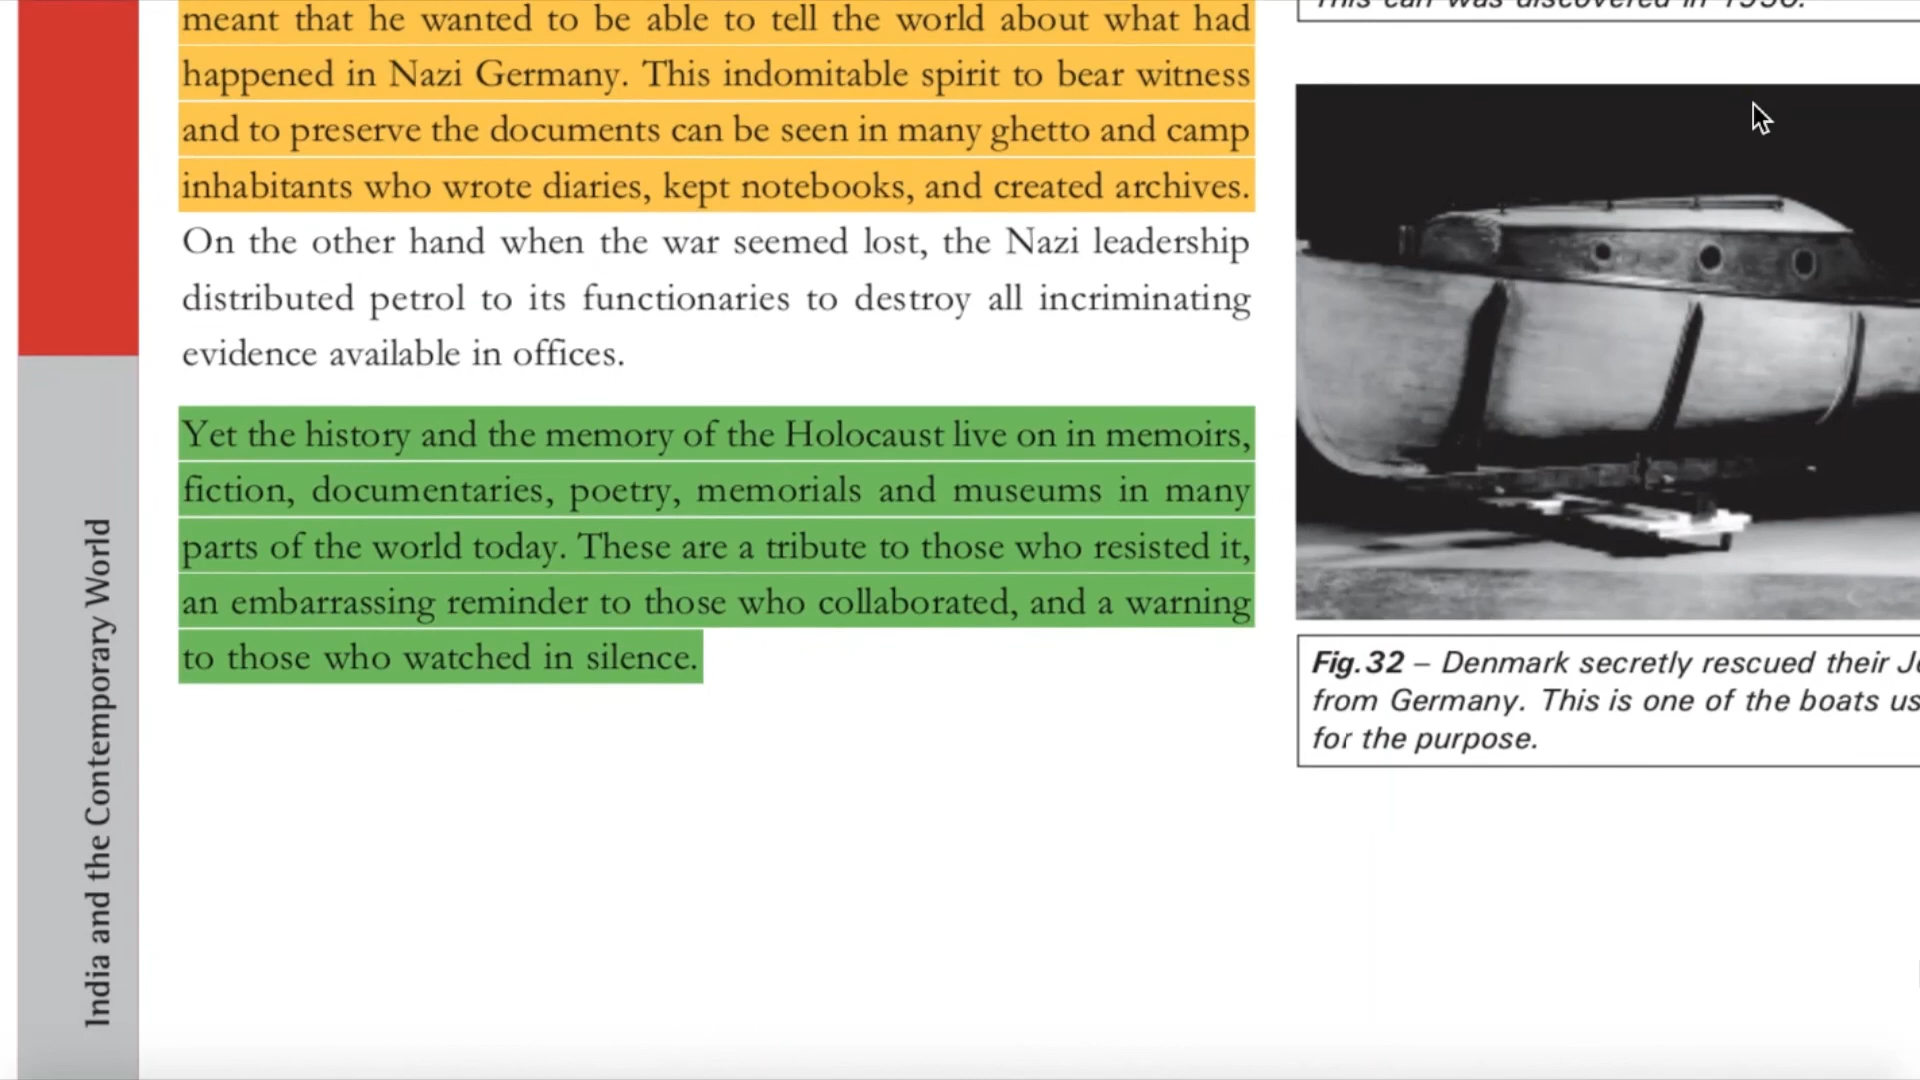 meant that he wanted to be able to tell the world about what had
happened in Nazi Germany. This indomitable spirit to bear witness
and to preserve the documents can be seen in many ghetto and camp
inhabitants who wrote diaries, kept notebooks, and created archives.
On the other hand when the war seemed lost, the Nazi leadership
distributed petrol to its functionaries to destroy all incriminating
evidence available in offices.
Yet the history and the memory of the Holocaust live on in memoirs,
fiction, documentaries, poetry, memorials and museums in many
parts of the world today. These are a tribute to those who resisted it,
an embarrassing reminder to those who collaborated, and a warning
to those who watched in silence.
This can was discovered in
Fig.32 – Denmark secretly rescued their
from Germany. This is one of the boats
for the purpose.
India and the Contemporary World